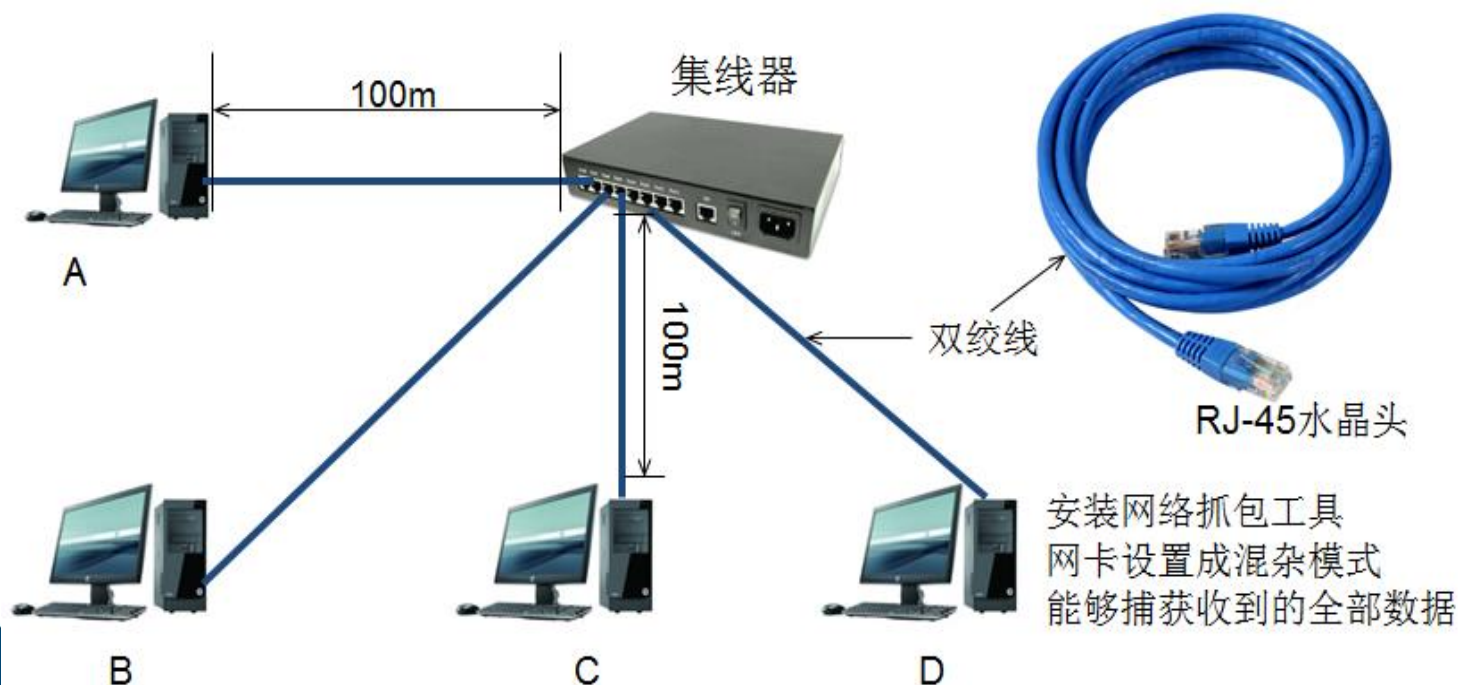 集线器
100m
A
100m
双绞线
RJ-45水晶头
安装网络抓包工具
网卡设置成混杂模式
能够捕获收到的全部数据
B
C
D